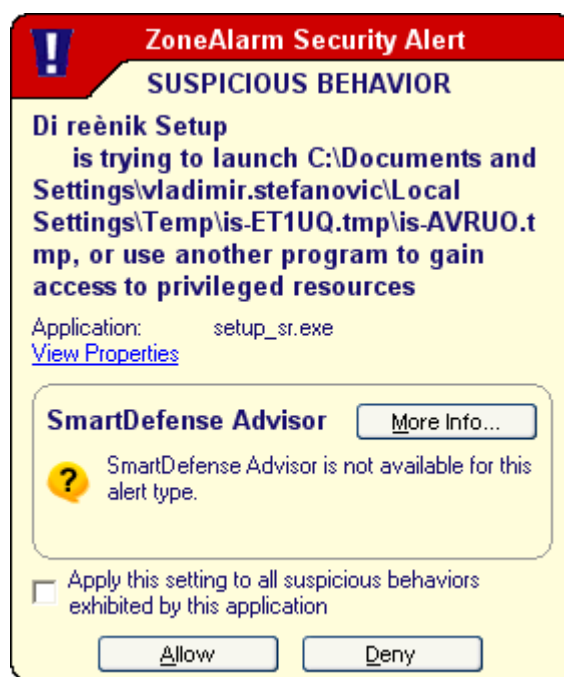 ZoneAlarm Security Alert
SUSPICIOUS BEHAVIOR
Di reènik Setup
is trying to launch C:\Documents and
Settings\vladimir.stefanovic\Local
Settings\Temp\is-ET1UQ.tmp\is-AVRUO.t
mp, or use another program to gain
access to privileged resources
Application: setup_sr.exe
View Properties
SmartDefense Advisor More Info...
? SmartDefense Advisor is not available for this
alert type.
Apply this setting to all suspicious behaviors
exhibited by this application
Allow Deny